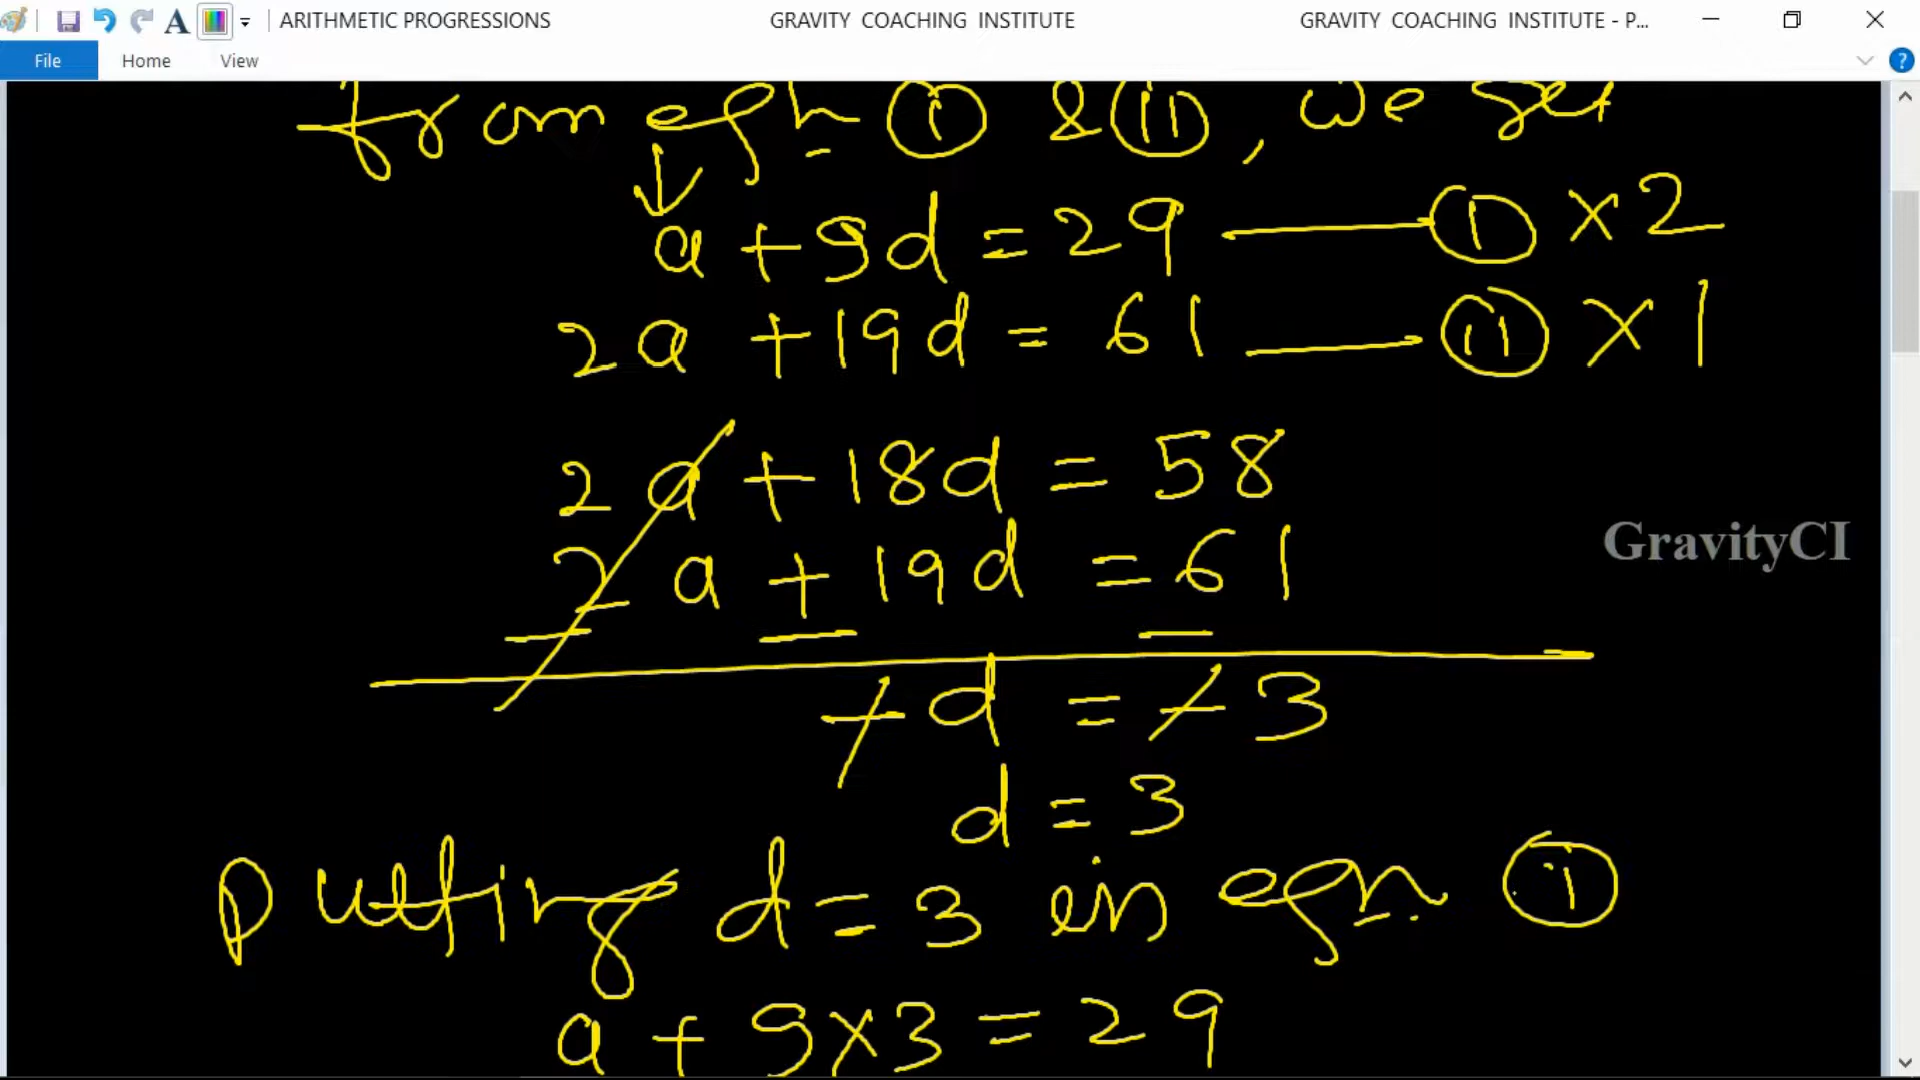 ARITHMETIC PROGRESSIONS GRAVITY COACHING INSTITUTE GRAVITY COACHING INSTITUTE - P...
File Home View
from eqn (i) & (ii), we get
a + 9d = 29 — (i) × 2
2a + 19d = 61 — (ii) × 1
2a + 18d = 58
2a + 19d = 61
− − −
GravityCI
-d = -3
d = 3
putting d = 3 in eqn (i)
a + 9×3 = 29